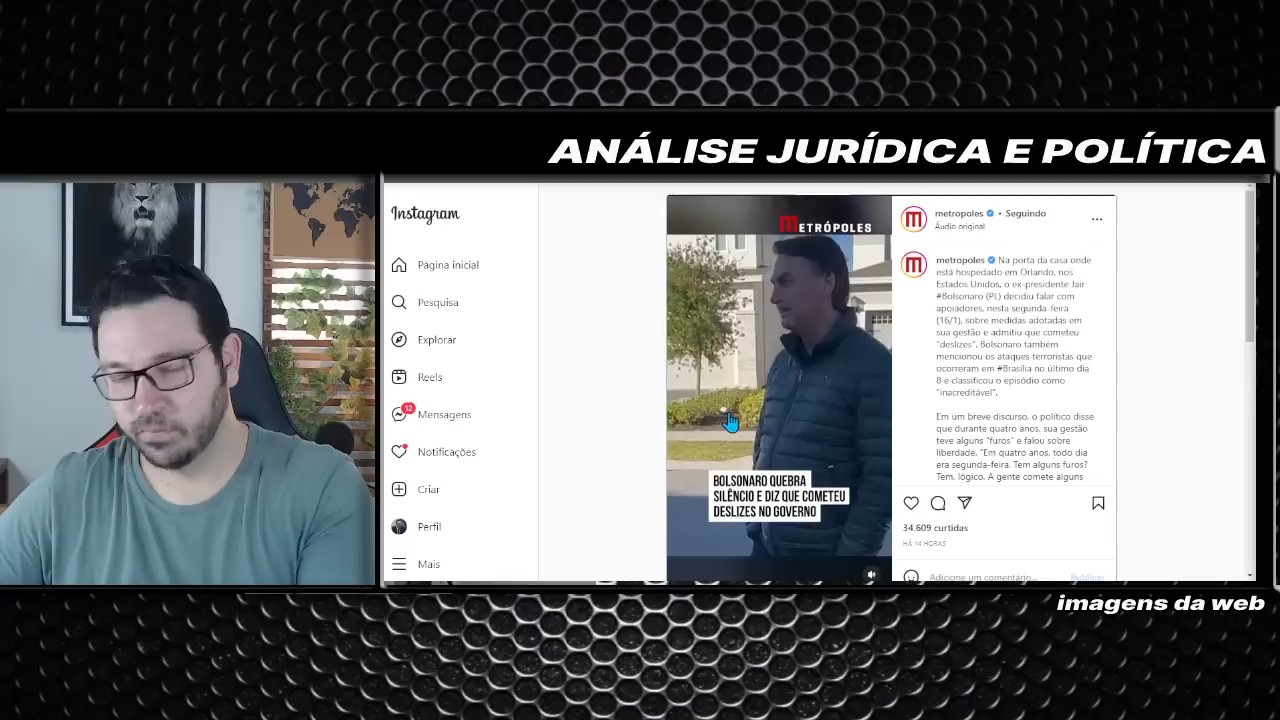 ANÁLISE JURÍDICA E POLÍTICA
Instagram
Página inicial
Pesquisa
Explorar
Reels
12
Mensagens
Notificações
Criar
Perfil
Mais
METRÓPOLES
BOLSONARO QUEBRA
SILÊNCIO E DIZ QUE COMETEU
DESLIZES NO GOVERNO
metropoles • Seguindo
Áudio original
metropoles Na porta da casa onde
está hospedado em Orlando, nos
Estados Unidos, o ex-presidente Jair
#Bolsonaro (PL) decidiu falar com
apoiadores, nesta segunda-feira
(16/1), sobre medidas adotadas em
sua gestão e admitiu que cometeu
"deslizes". Bolsonaro também
mencionou os ataques terroristas que
ocorreram em #Brasília no último dia
8 e classificou o episódio como
"inacreditável".
Em um breve discurso, o político disse
que durante quatro anos, sua gestão
teve alguns "furos" e falou sobre
liberdade. "Em quatro anos, todo dia
era segunda-feira. Tem alguns furos?
Tem, lógico. A gente comete alguns
34.609 curtidas
HÁ 14 HORAS
Adicione um comentário...
Publicar
imagens da web